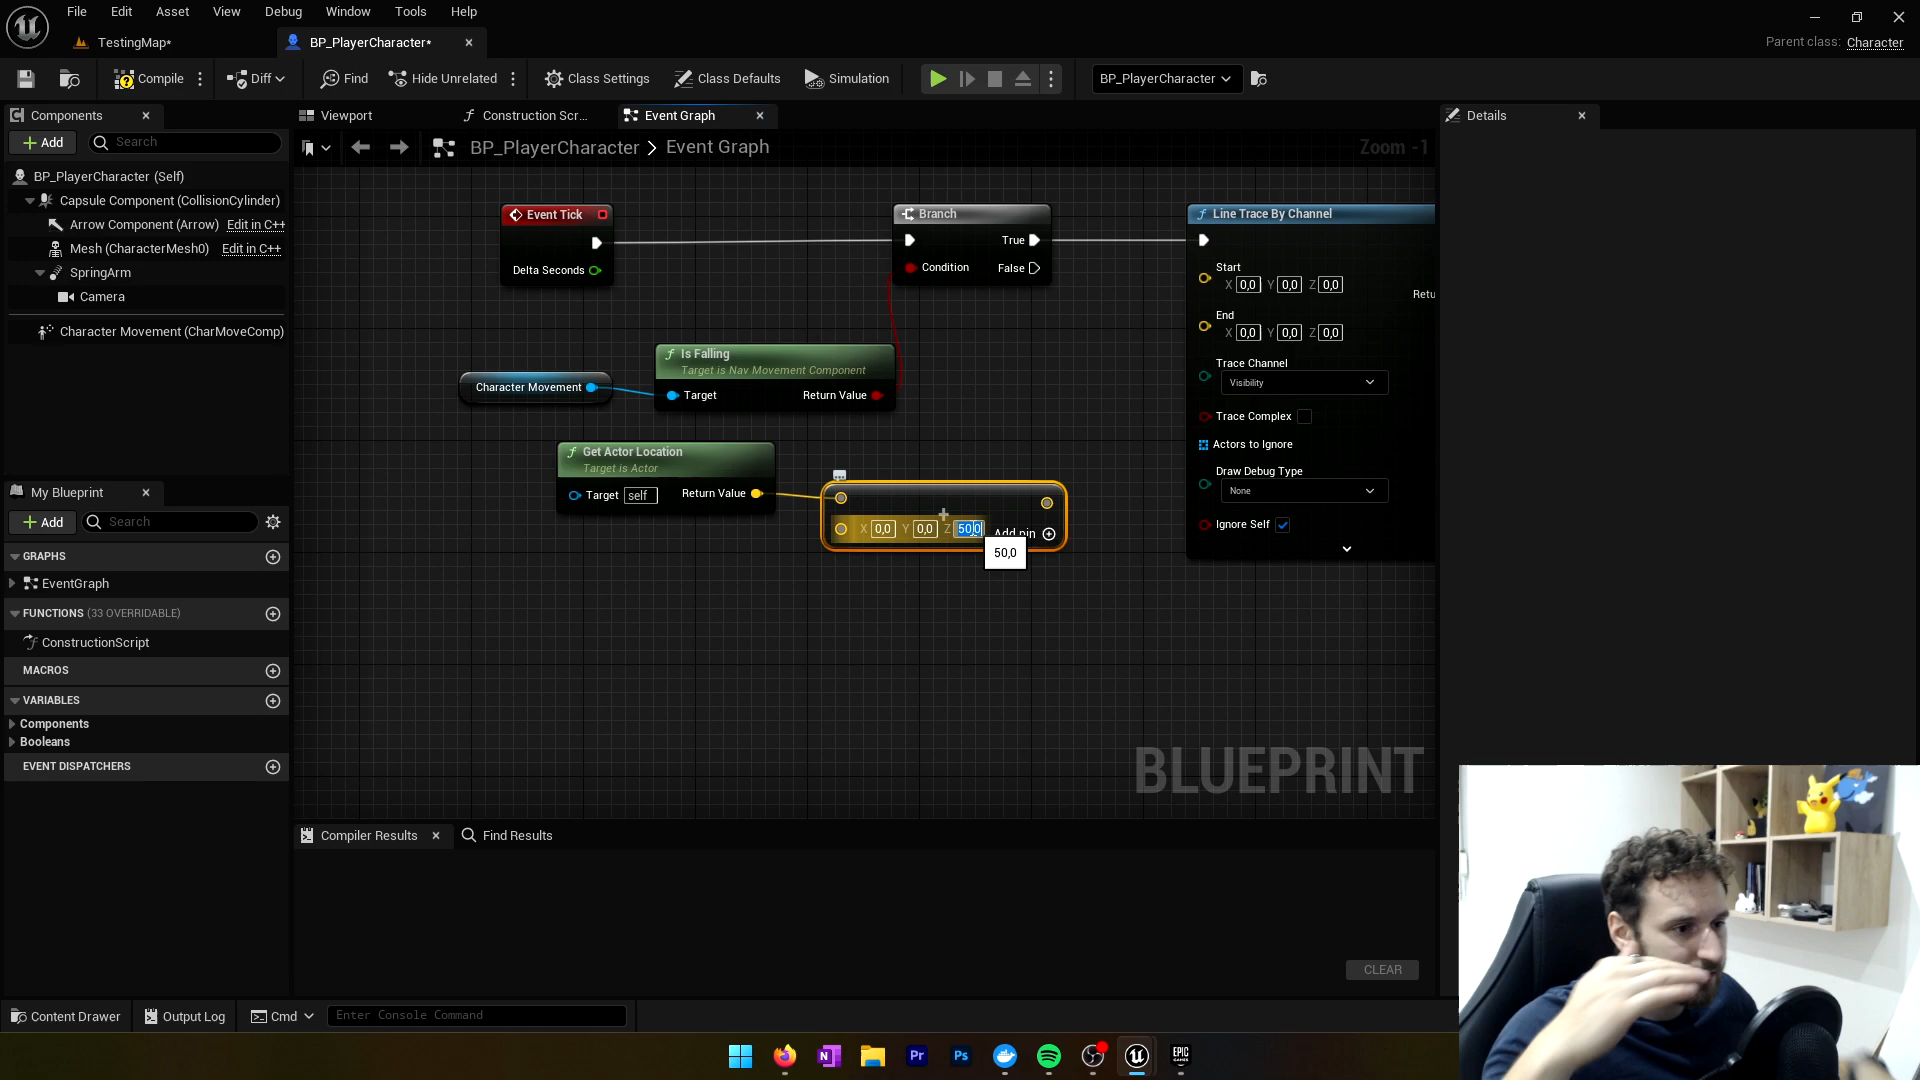 File Edit Asset View Debug Window Tools Help
TestingMap*
BP_PlayerCharacter*
Parent class: Character
Compile
Diff
Find
Hide Unrelated
Class Settings
Class Defaults
Simulation
BP_PlayerCharacter
Components
Add
Search
BP_PlayerCharacter (Self)
Capsule Component (CollisionCylinder)
Arrow Component (Arrow) Edit in C++
Mesh (CharacterMesh0) Edit in C++
SpringArm
Camera
Character Movement (CharMoveComp)
My Blueprint
Add
Search
GRAPHS
EventGraph
FUNCTIONS (33 OVERRIDABLE)
ConstructionScript
MACROS
VARIABLES
Components
Booleans
EVENT DISPATCHERS
Viewport
Construction Scr...
Event Graph
BP_PlayerCharacter > Event Graph
Zoom -1
Event Tick
Delta Seconds
Branch
True
Condition
False
Character Movement
Is Falling
Target is Nav Movement Component
Target
Return Value
Get Actor Location
Target is Actor
Target self
Return Value
X 0,0 Y 0,0 Z 50,0
Add pin
50,0
Line Trace By Channel
Start
X 0,0 Y 0,0 Z 0,0
Retu
End
X 0,0 Y 0,0 Z 0,0
Trace Channel
Visibility
Trace Complex
Actors to Ignore
Draw Debug Type
None
Ignore Self
BLUEPRINT
Details
Compiler Results
Find Results
CLEAR
Content Drawer
Output Log
Cmd
Enter Console Command
N
Pr
Ps
EPIC
GAMES